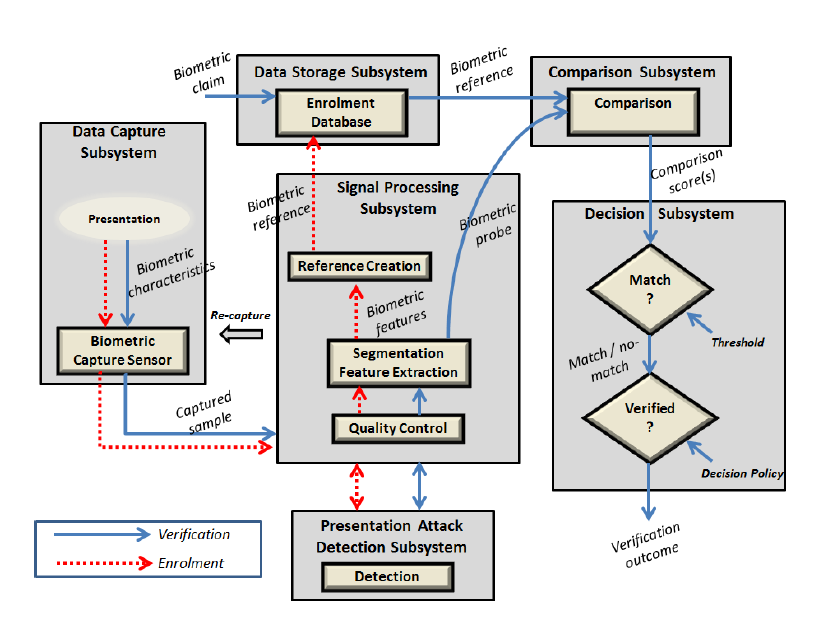 Biometric
claim
Data Storage Subsystem
Enrolment
Database
Biometric
reference
Comparison Subsystem
Comparison
Data Capture
Subsystem
Presentation
Biometric
characteristics
Biometric
Capture Sensor
Captured
sample
Re-capture
Biometric
reference
Signal Processing
Subsystem
Reference Creation
Biometric
features
Segmentation
Feature Extraction
Quality Control
Biometric
probe
Comparison
score(s)
Decision Subsystem
Match
?
Threshold
Match / no-
match
Verified
?
Decision Policy
Verification
outcome
Presentation Attack
Detection Subsystem
Detection
Verification
Enrolment